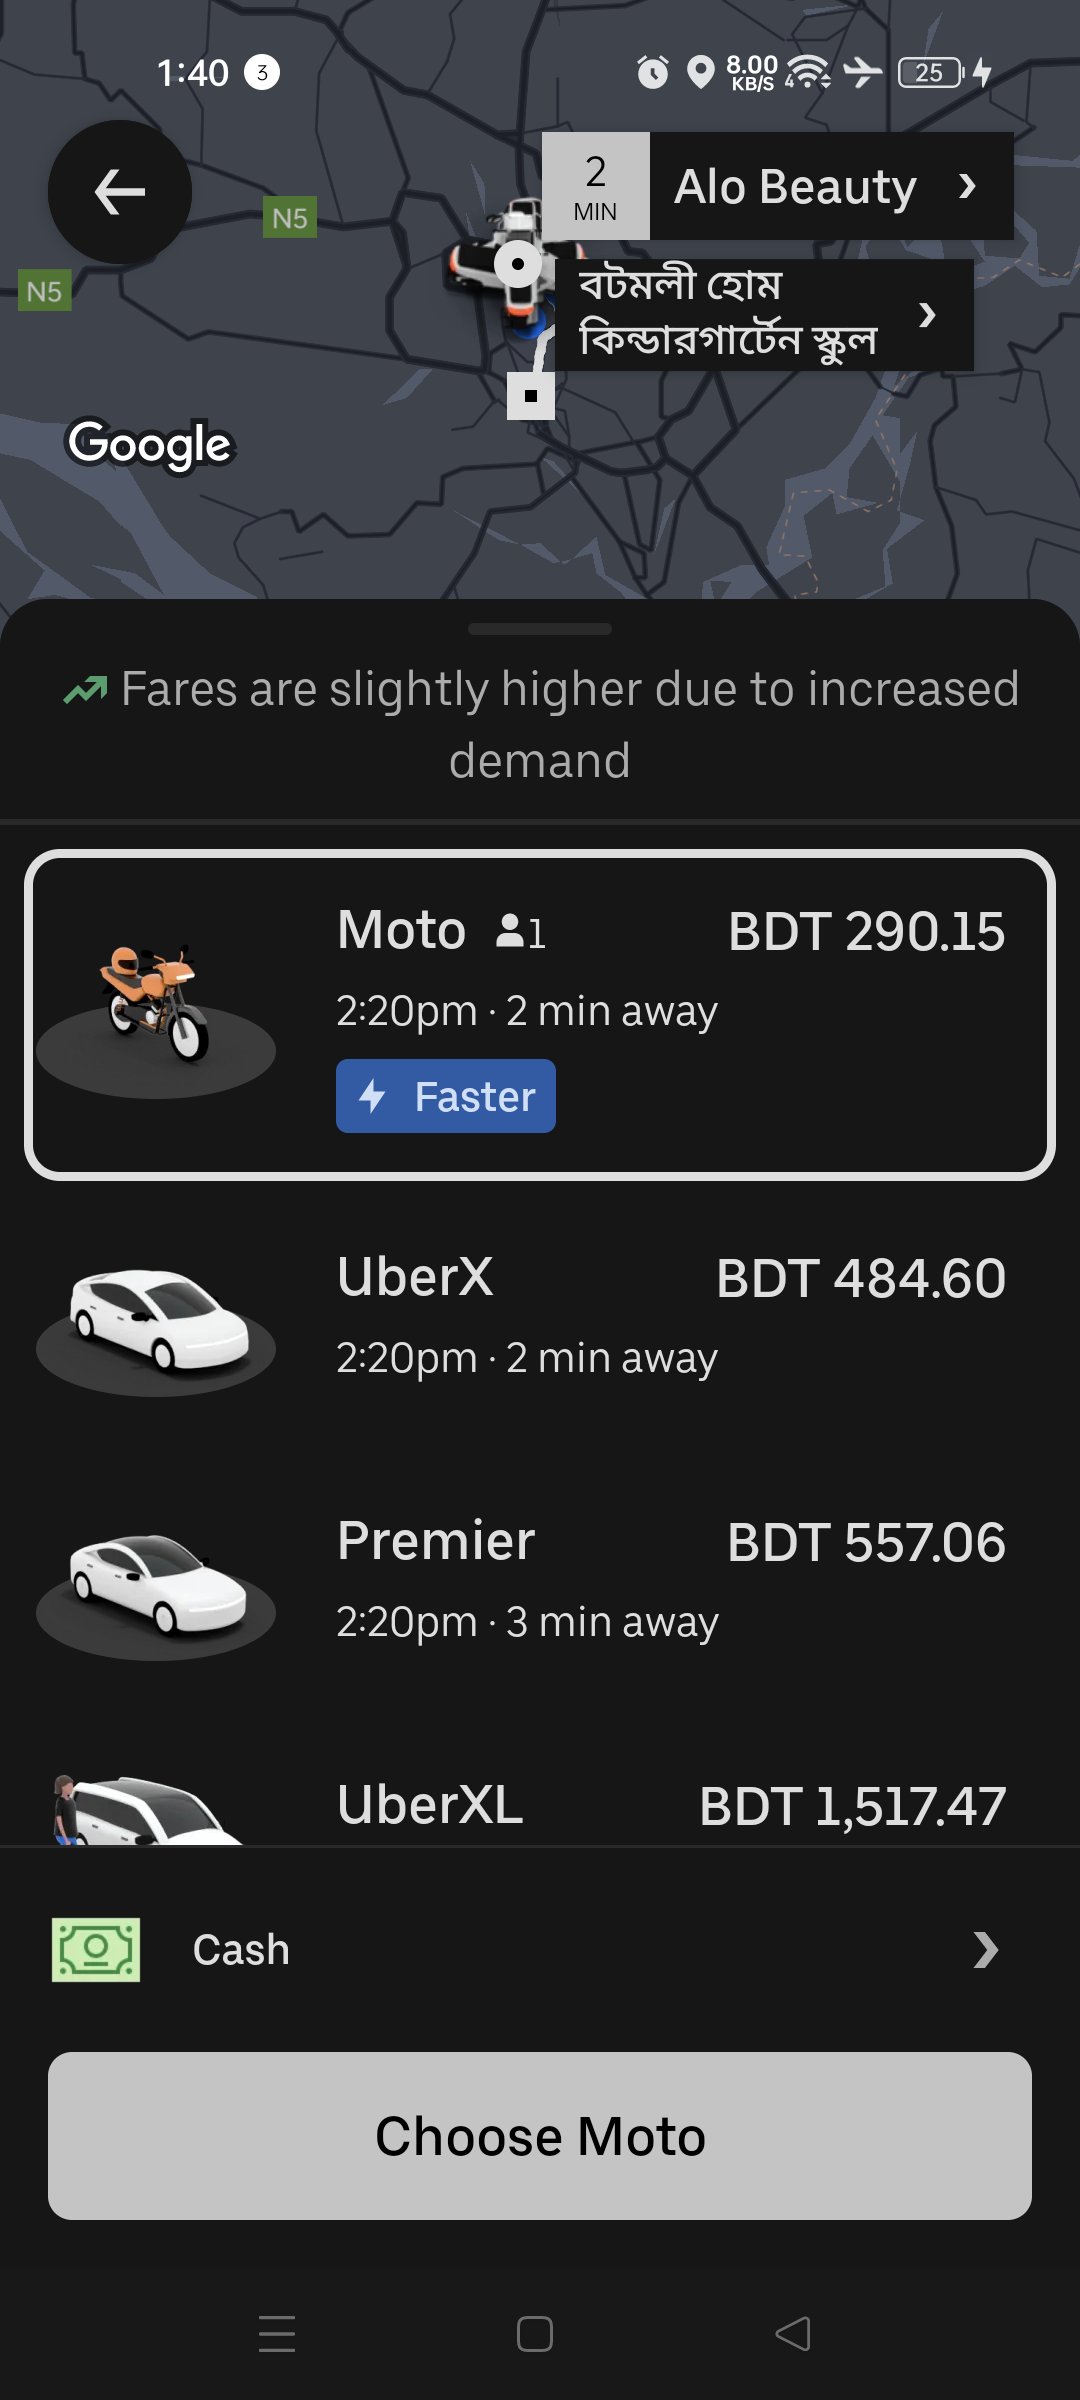 1:40 3 8.00 KB/S 4 25
2 MIN Alo Beauty
N5
বটমলী হোম
কিন্ডারগার্টেন স্কুল
N5
Google
Fares are slightly higher due to increased
demand
Moto 1 BDT 290.15
2:20pm · 2 min away
Faster
UberX BDT 484.60
2:20pm · 2 min away
Premier BDT 557.06
2:20pm · 3 min away
UberXL BDT 1,517.47
Cash
Choose Moto